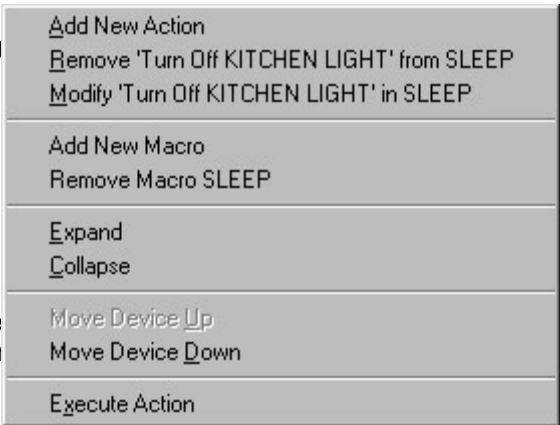 Add New Action
Remove 'Turn Off KITCHEN LIGHT' from SLEEP
Modify 'Turn Off KITCHEN LIGHT' in SLEEP
Add New Macro
Remove Macro SLEEP
Expand
Collapse
Move Device Up
Move Device Down
Execute Action